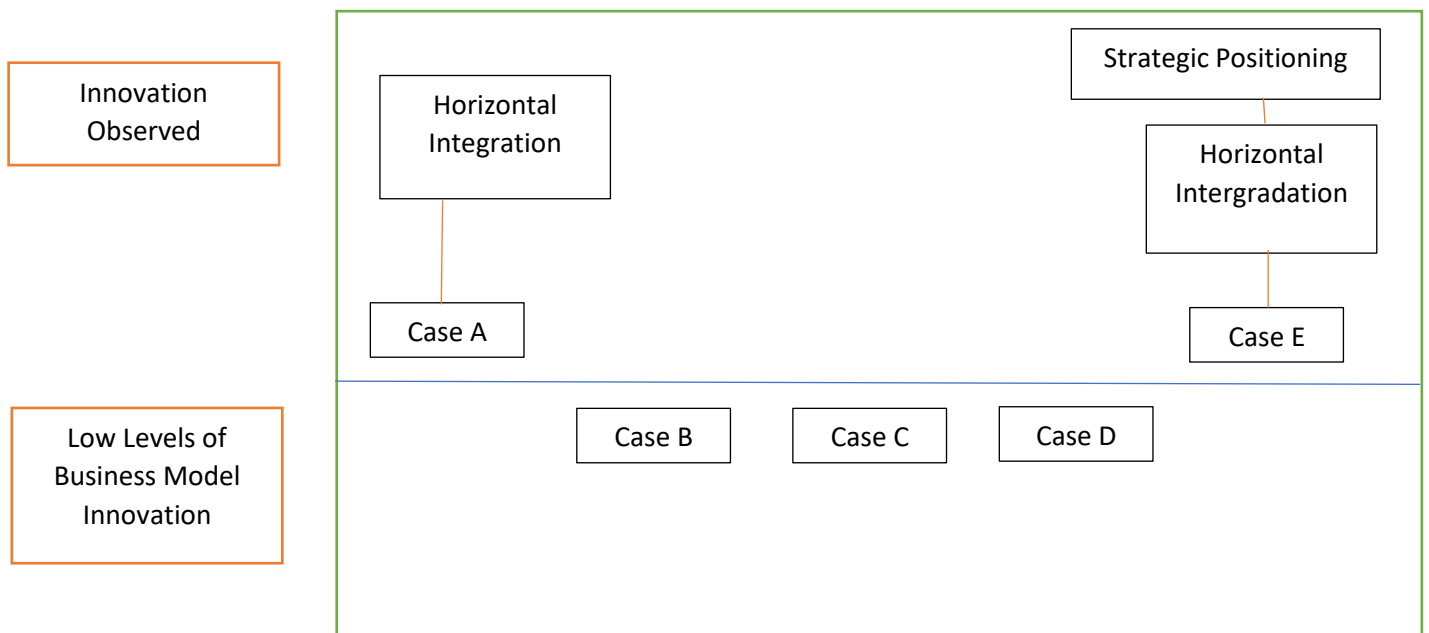 Innovation
Observed
Horizontal
Integration
Strategic Positioning
Horizontal
Intergradation
Case A
Case E
Low Levels of
Business Model
Innovation
Case B
Case C
Case D